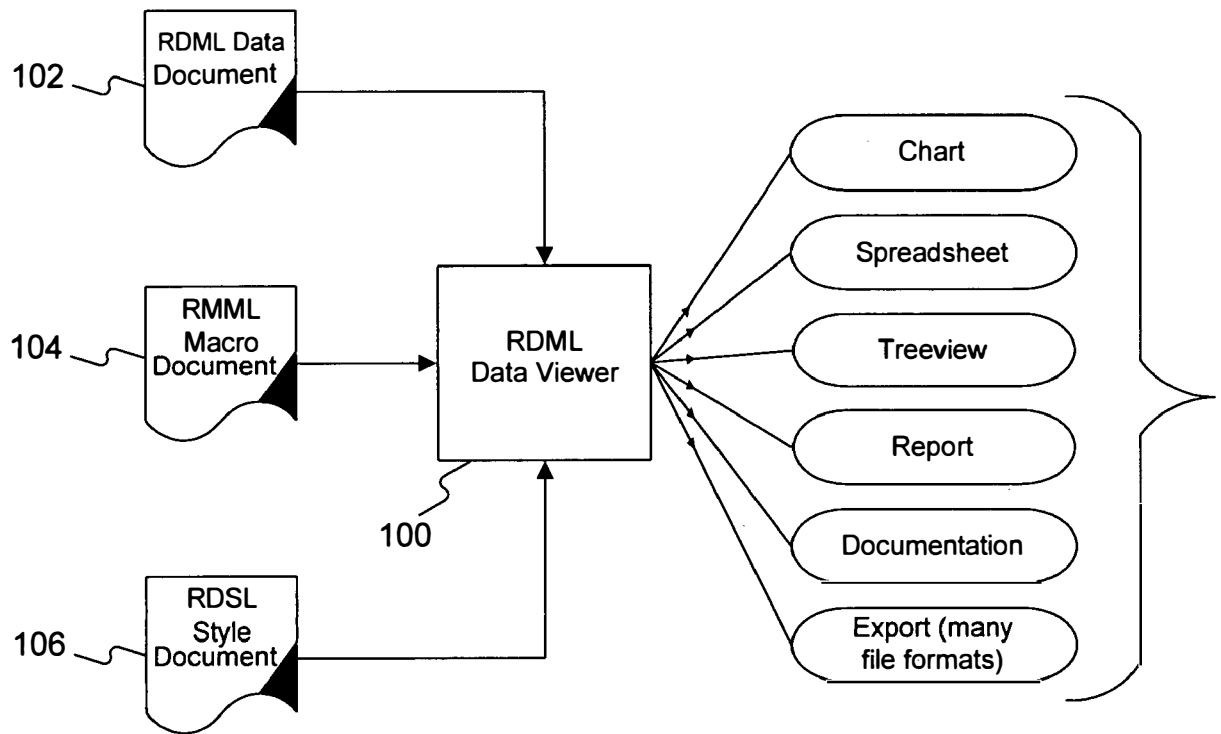 RDML Data
Document
102
RMML
Macro
Document
104
RDSL
Style
Document
106
RDML
Data Viewer
100
Chart
Spreadsheet
Treeview
Report
Documentation
Export (many
file formats)